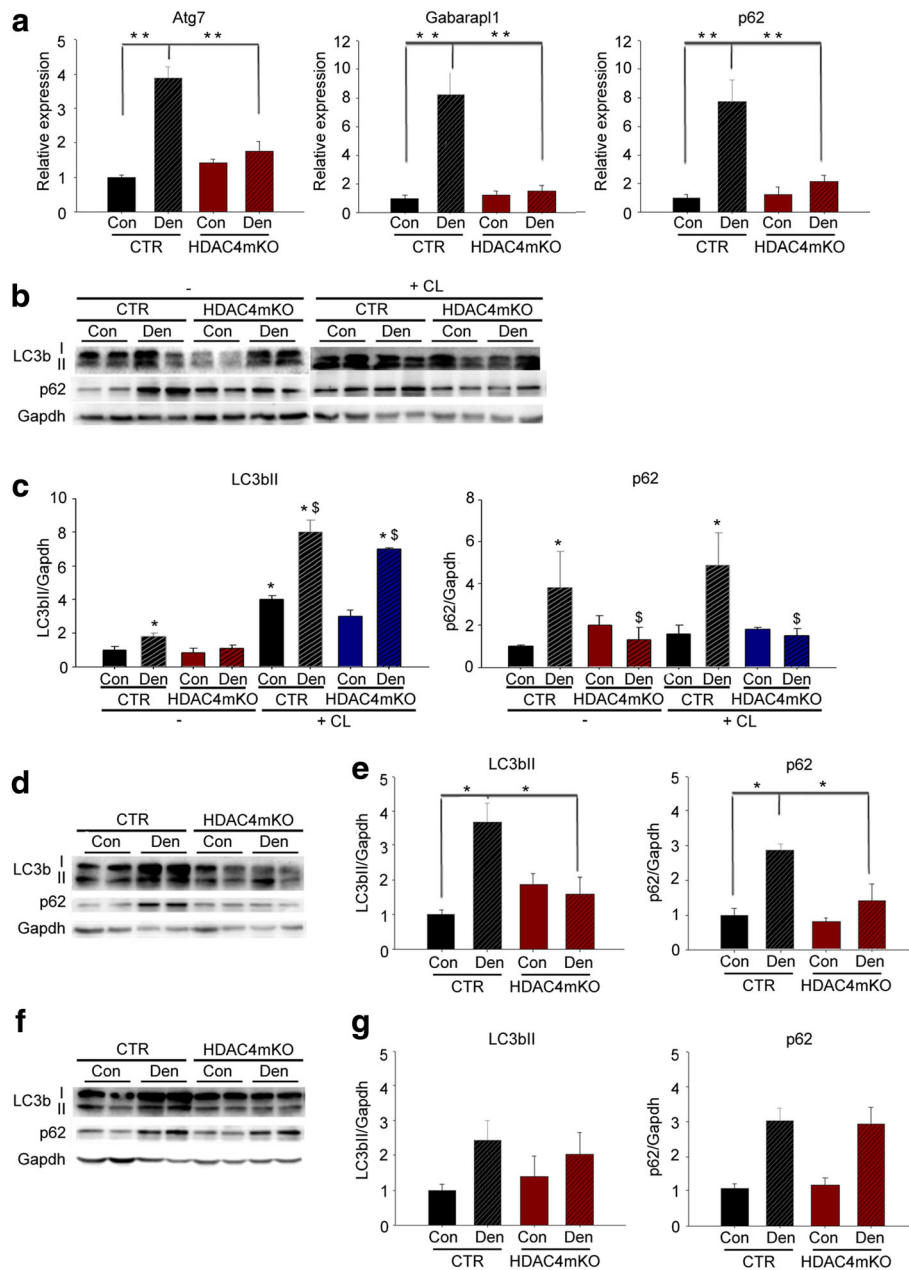 a
Atg7
Gabarapl1
p62
Relative expression
5
4
3
2
1
0
* *
* *
Con
Den
Con
Den
CTR
HDAC4mKO
Relative expression
12
10
8
6
4
2
0
* *
* *
Con
Den
Con
Den
CTR
HDAC4mKO
Relative expression
12
10
8
6
4
2
0
* *
* *
Con
Den
Con
Den
CTR
HDAC4mKO
b
-
+ CL
CTR
HDAC4mKO
CTR
HDAC4mKO
Con
Den
Con
Den
Con
Den
Con
Den
LC3b
I
II
p62
Gapdh
c
LC3bII
LC3bII/Gapdh
10
8
6
4
2
0
*
*
* $
* $
Con
Den
Con
Den
Con
Den
Con
Den
CTR
HDAC4mKO
CTR
HDAC4mKO
-
+ CL
p62
p62/Gapdh
8
6
4
2
0
*
$
*
$
Con
Den
Con
Den
Con
Den
Con
Den
CTR
HDAC4mKO
CTR
HDAC4mKO
-
+ CL
d
CTR
HDAC4mKO
Con
Den
Con
Den
LC3b
I
II
p62
Gapdh
e
LC3bII
LC3bII/Gapdh
5
4
3
2
1
0
*
*
Con
Den
Con
Den
CTR
HDAC4mKO
p62
p62/Gapdh
5
4
3
2
1
0
*
*
Con
Den
Con
Den
CTR
HDAC4mKO
f
CTR
HDAC4mKO
Con
Den
Con
Den
LC3b
I
II
p62
Gapdh
g
LC3bII
LC3bII/Gapdh
5
4
3
2
1
0
Con
Den
Con
Den
CTR
HDAC4mKO
p62
p62/Gapdh
5
4
3
2
1
0
Con
Den
Con
Den
CTR
HDAC4mKO